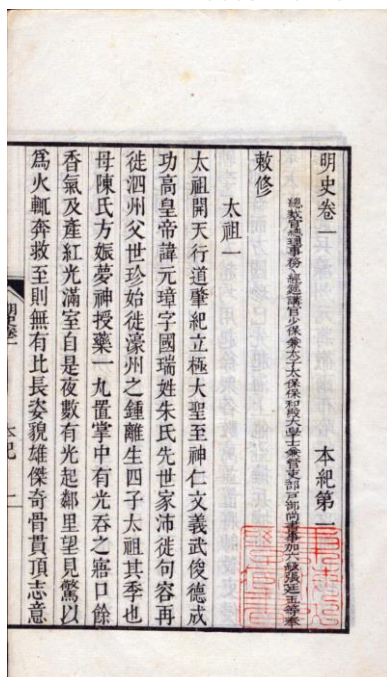 明史卷一 本紀第一
總裁官總理事務經筵講官少保兼太子太保保和殿大學士兼管吏部戶部尚書事加六級張廷玉等奉
敕修
太祖一
太祖開天行道肇紀立極大聖至神仁文義武俊德成
功高皇帝諱元璋字國瑞姓朱氏先世家沛徙句容再
徙泗州父世珍始徙濠州之鍾離生四子太祖其季也
母陳氏方娠夢神授藥一丸置掌中有光吞之寤口餘
香氣及產紅光滿室自是夜數有光起鄰里望見驚以
為火輒奔救至則無有比長姿貌雄傑奇骨貫頂志意
本紀 一